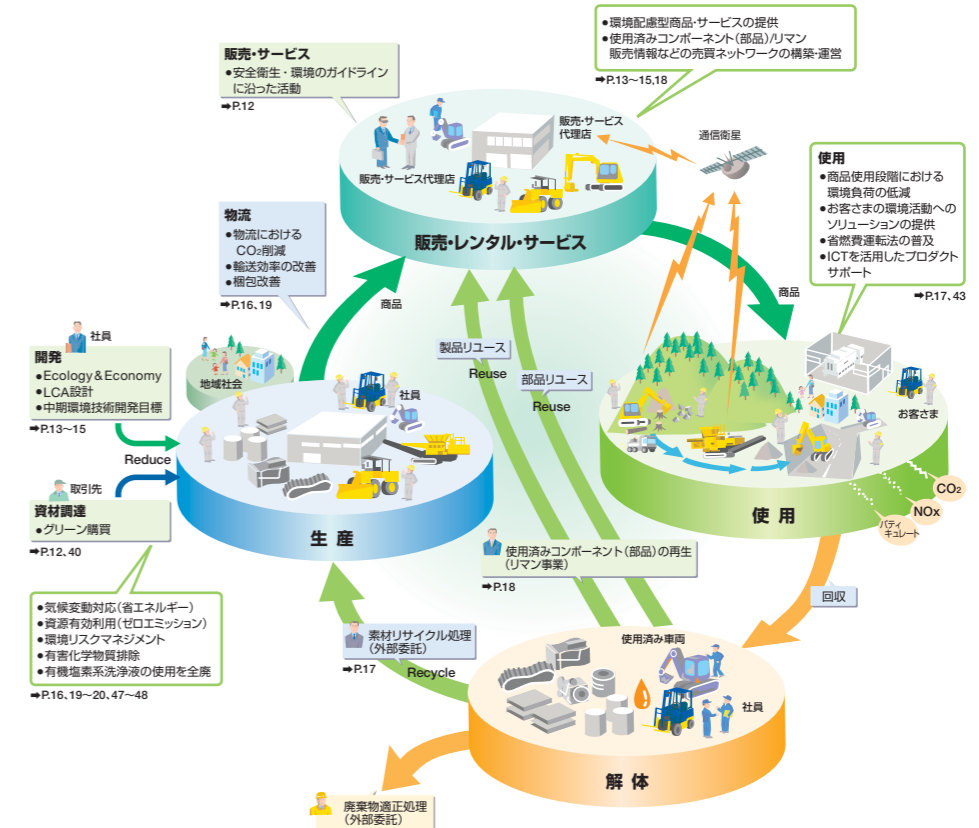 ●環境配慮型商品・サービスの提供
●使用済みコンポーネント(部品)/リマン
販売情報などの売買ネットワークの構築・運営
➡P.13～15,18
販売・サービス
●安全衛生・環境のガイドライン
に沿った活動
➡P.12
販売・サービス
代理店
販売・サービス代理店
販売・レンタル・サービス
通信衛星
使用
●商品使用段階における
環境負荷の低減
●お客さまの環境活動への
ソリューションの提供
●省燃費運転法の普及
●ICTを活用したプロダクト
サポート
➡P.17、43
物流
●物流における
CO2削減
●輸送効率の改善
●梱包改善
➡P.16、19
商品
商品
社員
開発
●Ecology＆Economy
●LCA設計
●中期環境技術開発目標
➡P.13～15
Reduce
地域社会
社員
製品リユース
Reuse
部品リユース
Reuse
お客さま
取引先
資材調達
●グリーン購買
➡P.12、40
生産
使用
CO2
NOx
パティ
キュレート
●気候変動対応(省エネルギー)
●資源有効利用(ゼロエミッション)
●環境リスクマネジメント
●有害化学物質排除
●有機塩素系洗浄液の使用を全廃
➡P.16、19～20、47～48
使用済みコンポーネント(部品)の再生
(リマン事業)
➡P.18
回収
素材リサイクル処理
(外部委託)
➡P.17
Recycle
使用済み車両
社員
解体
廃棄物適正処理
(外部委託)